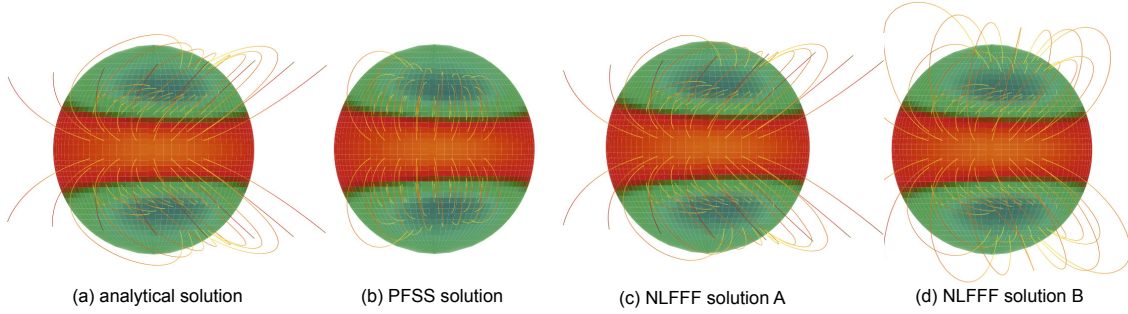 (a) analytical solution
(b) PFSS solution
(c) NLFFF solution A
(d) NLFFF solution B